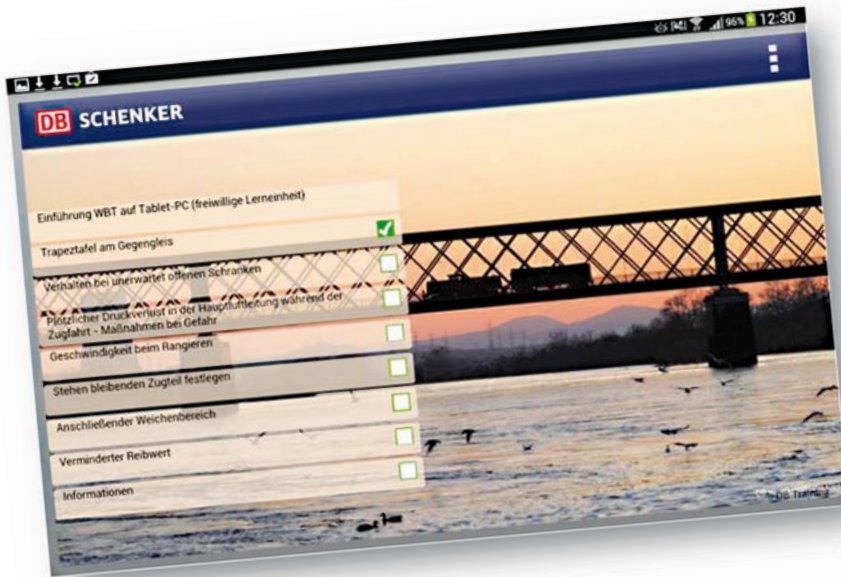 96% 12:30
DB SCHENKER
Einführung WBT auf Tablet-PC (freiwillige Lerneinheit)
Trapeztafel am Gegengleis
Verhalten bei unerwartet offenen Schranken
Plötzlicher Druckverlust in der Hauptluftleitung während der
Zugfahrt - Maßnahmen bei Gefahr
Geschwindigkeit beim Rangieren
Stehen bleibenden Zugteil festlegen
Anschließender Weichenbereich
Verminderter Reibwert
Informationen
DB Training